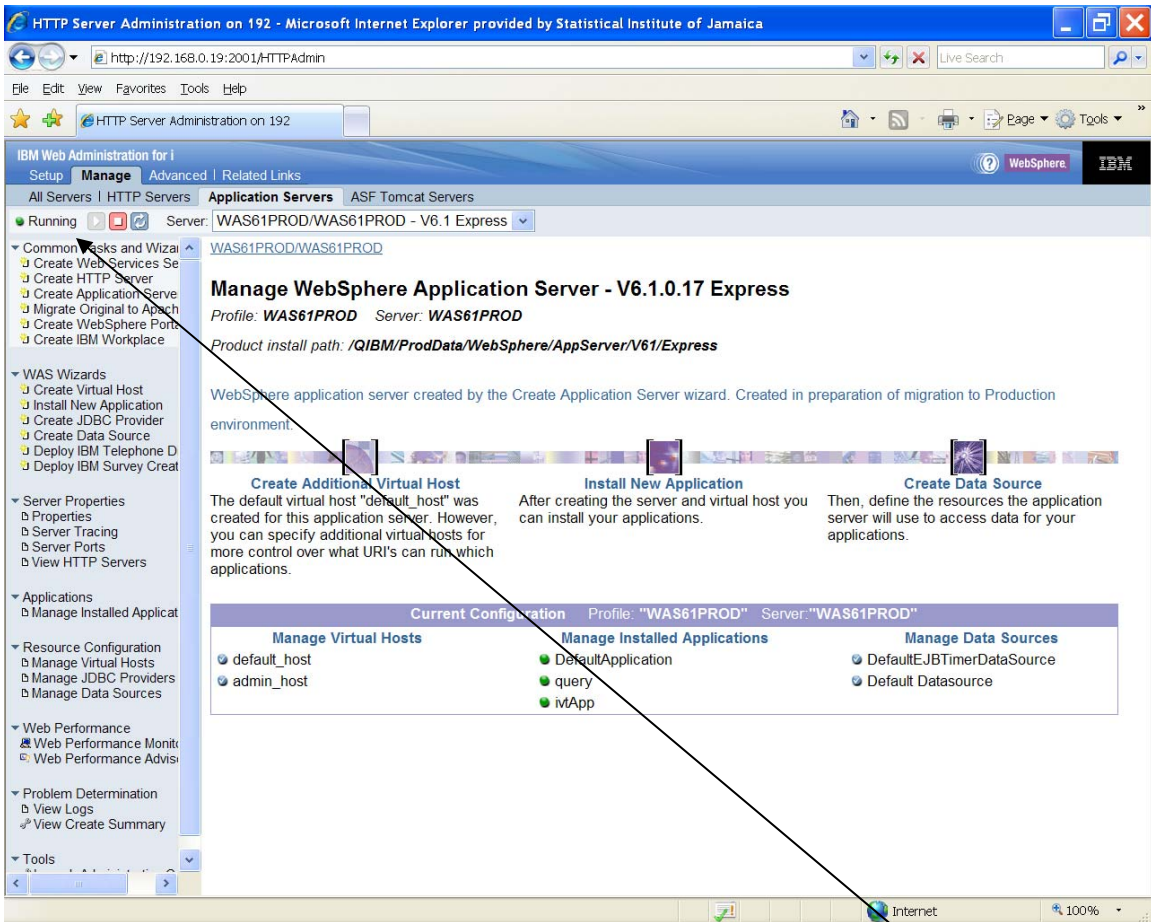 HTTP Server Administration on 192 - Microsoft Internet Explorer provided by Statistical Institute of Jamaica
http://192.168.0.19:2001/HTTPAdmin
Live Search
File Edit View Favorites Tools Help
HTTP Server Administration on 192
Page Tools »
IBM Web Administration for i
Setup Manage Advanced | Related Links
WebSphere. IBM
All Servers | HTTP Servers Application Servers ASF Tomcat Servers
Running Server: WAS61PROD/WAS61PROD - V6.1 Express
Common Tasks and Wizar
Create Web Services Se
Create HTTP Server
Create Application Serve
Migrate Original to Apach
Create WebSphere Porta
Create IBM Workplace
WAS Wizards
Create Virtual Host
Install New Application
Create JDBC Provider
Create Data Source
Deploy IBM Telephone D
Deploy IBM Survey Creat
Server Properties
Properties
Server Tracing
Server Ports
View HTTP Servers
Applications
Manage Installed Applicat
Resource Configuration
Manage Virtual Hosts
Manage JDBC Providers
Manage Data Sources
Web Performance
Web Performance Monito
Web Performance Advis
Problem Determination
View Logs
View Create Summary
Tools
WAS61PROD/WAS61PROD
Manage WebSphere Application Server - V6.1.0.17 Express
Profile: WAS61PROD Server: WAS61PROD
Product install path: /QIBM/ProdData/WebSphere/AppServer/V61/Express
WebSphere application server created by the Create Application Server wizard. Created in preparation of migration to Production
environment.
Create Additional Virtual Host
The default virtual host "default_host" was
created for this application server. However,
you can specify additional virtual hosts for
more control over what URI's can run which
applications.
Install New Application
After creating the server and virtual host you
can install your applications.
Create Data Source
Then, define the resources the application
server will use to access data for your
applications.
Current Configuration Profile: "WAS61PROD" Server:"WAS61PROD"
Manage Virtual Hosts
default_host
admin_host
Manage Installed Applications
DefaultApplication
query
ivtApp
Manage Data Sources
DefaultEJBTimerDataSource
Default Datasource
Internet
100%